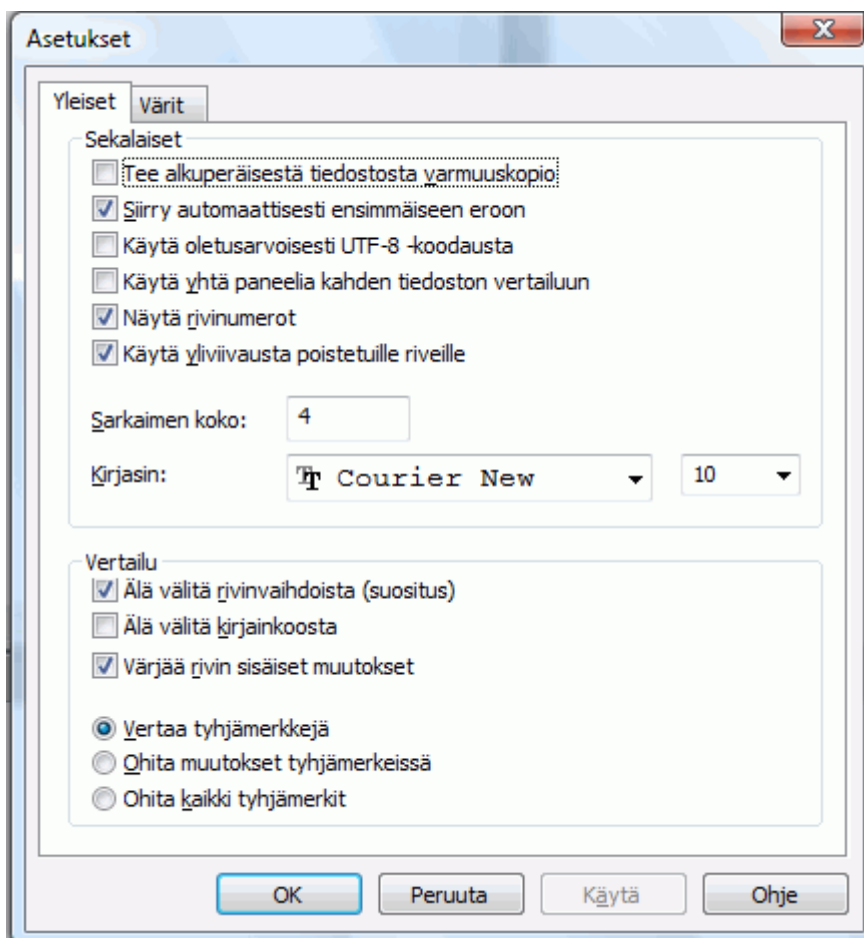 Asetukset
Yleiset Värit
Sekalaiset
Tee alkuperäisestä tiedostosta varmuuskopio
Siirry automaattisesti ensimmäiseen eroon
Käytä oletusarvoisesti UTF-8 -koodausta
Käytä yhtä paneelia kahden tiedoston vertailuun
Näytä rivinumerot
Käytä yliviivausta poistetuille riveille
Sarkaimen koko: 4
Kirjasin: Courier New 10
Vertailu
Älä välitä rivinvaihdoista (suositus)
Älä välitä kirjainkoosta
Värjää rivin sisäiset muutokset
Vertaa tyhjämerkkejä
Ohita muutokset tyhjämerkeissä
Ohita kaikki tyhjämerkit
OK Peruuta Käytä Ohje